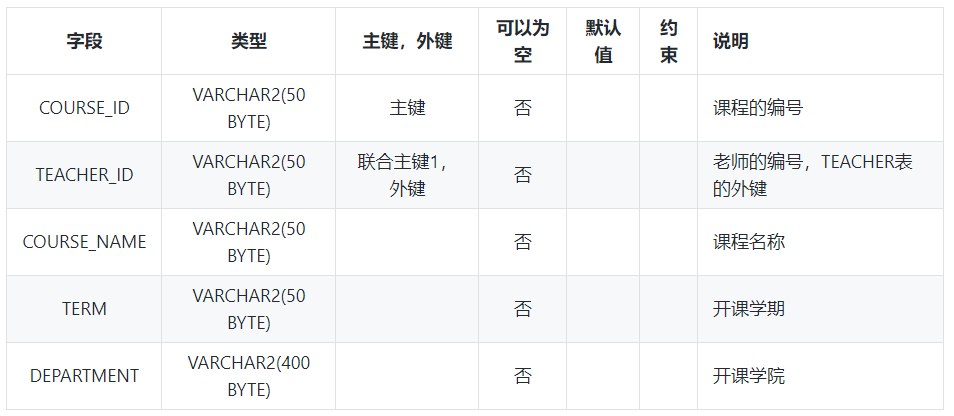 字段 类型 主键，外键 可以为空 默认值 约束 说明
COURSE_ID VARCHAR2(50 BYTE) 主键 否 课程的编号
TEACHER_ID VARCHAR2(50 BYTE) 联合主键1，外键 否 老师的编号，TEACHER表的外键
COURSE_NAME VARCHAR2(50 BYTE) 否 课程名称
TERM VARCHAR2(50 BYTE) 否 开课学期
DEPARTMENT VARCHAR2(400 BYTE) 否 开课学院